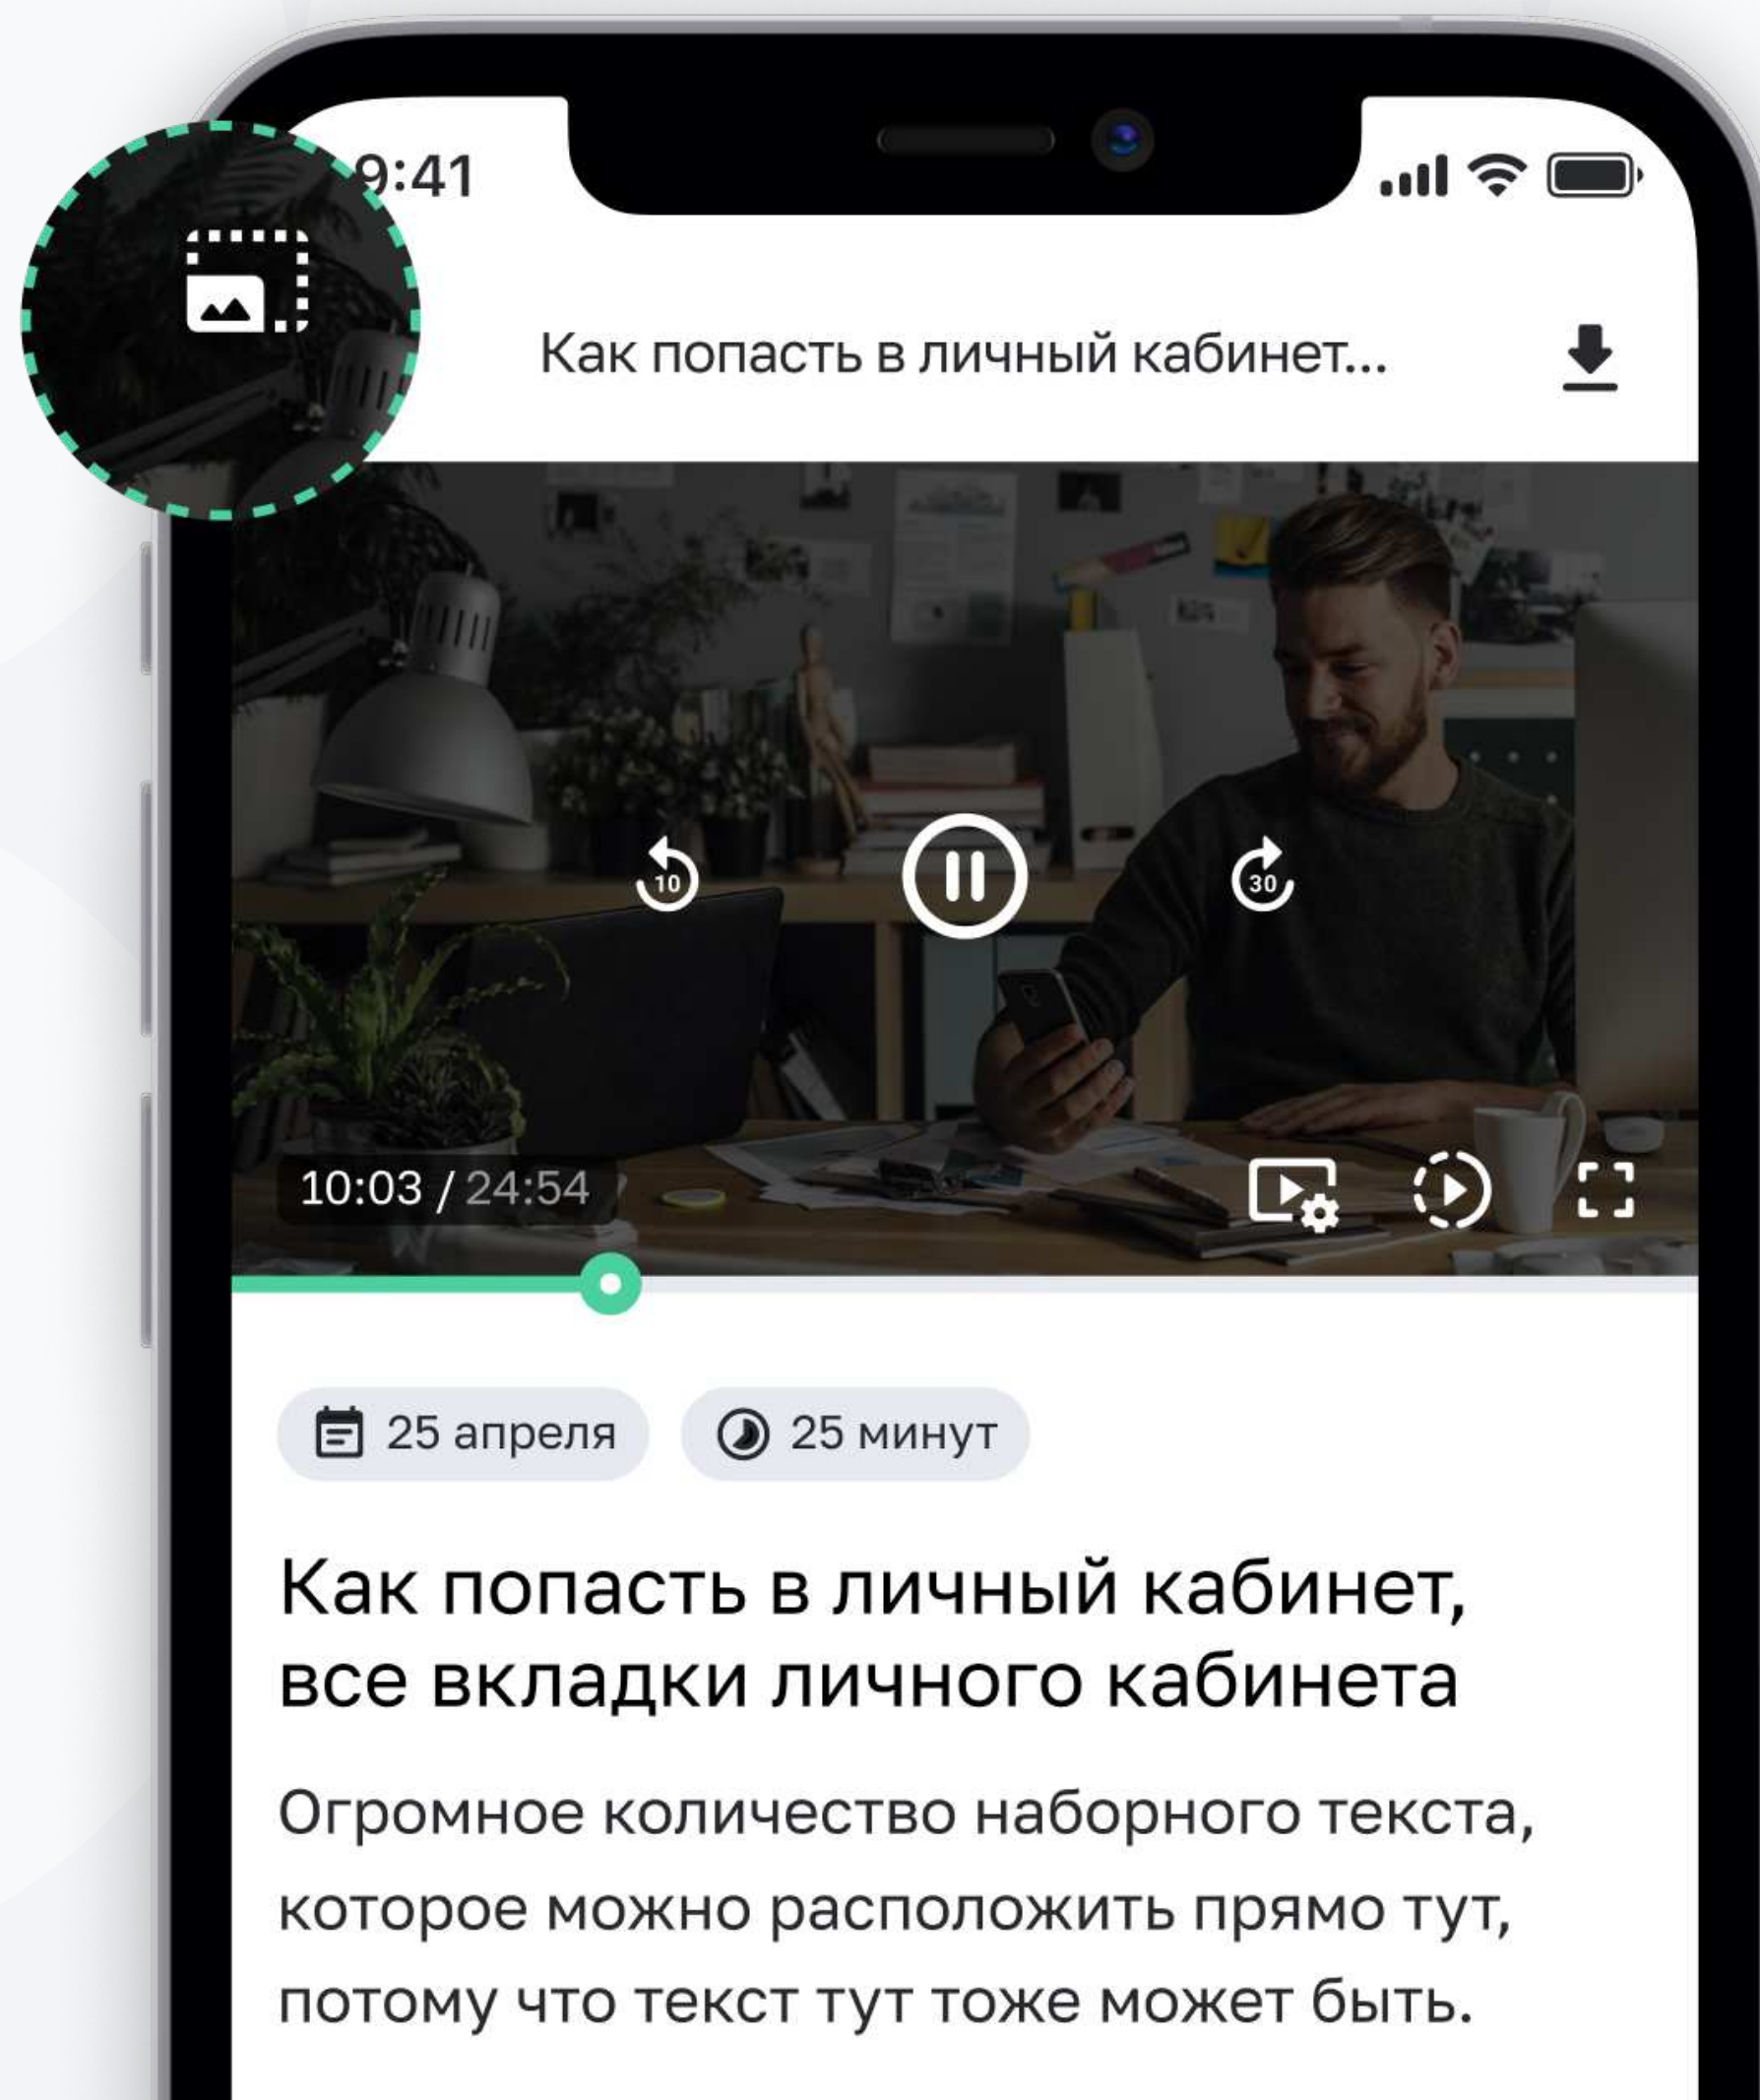 9:41
Как попасть в личный кабинет...
10
30
10:03 / 24:54
25 апреля
25 минут
Как попасть в личный кабинет,
все вкладки личного кабинета
Огромное количество наборного текста,
которое можно расположить прямо тут,
потому что текст тут тоже может быть.